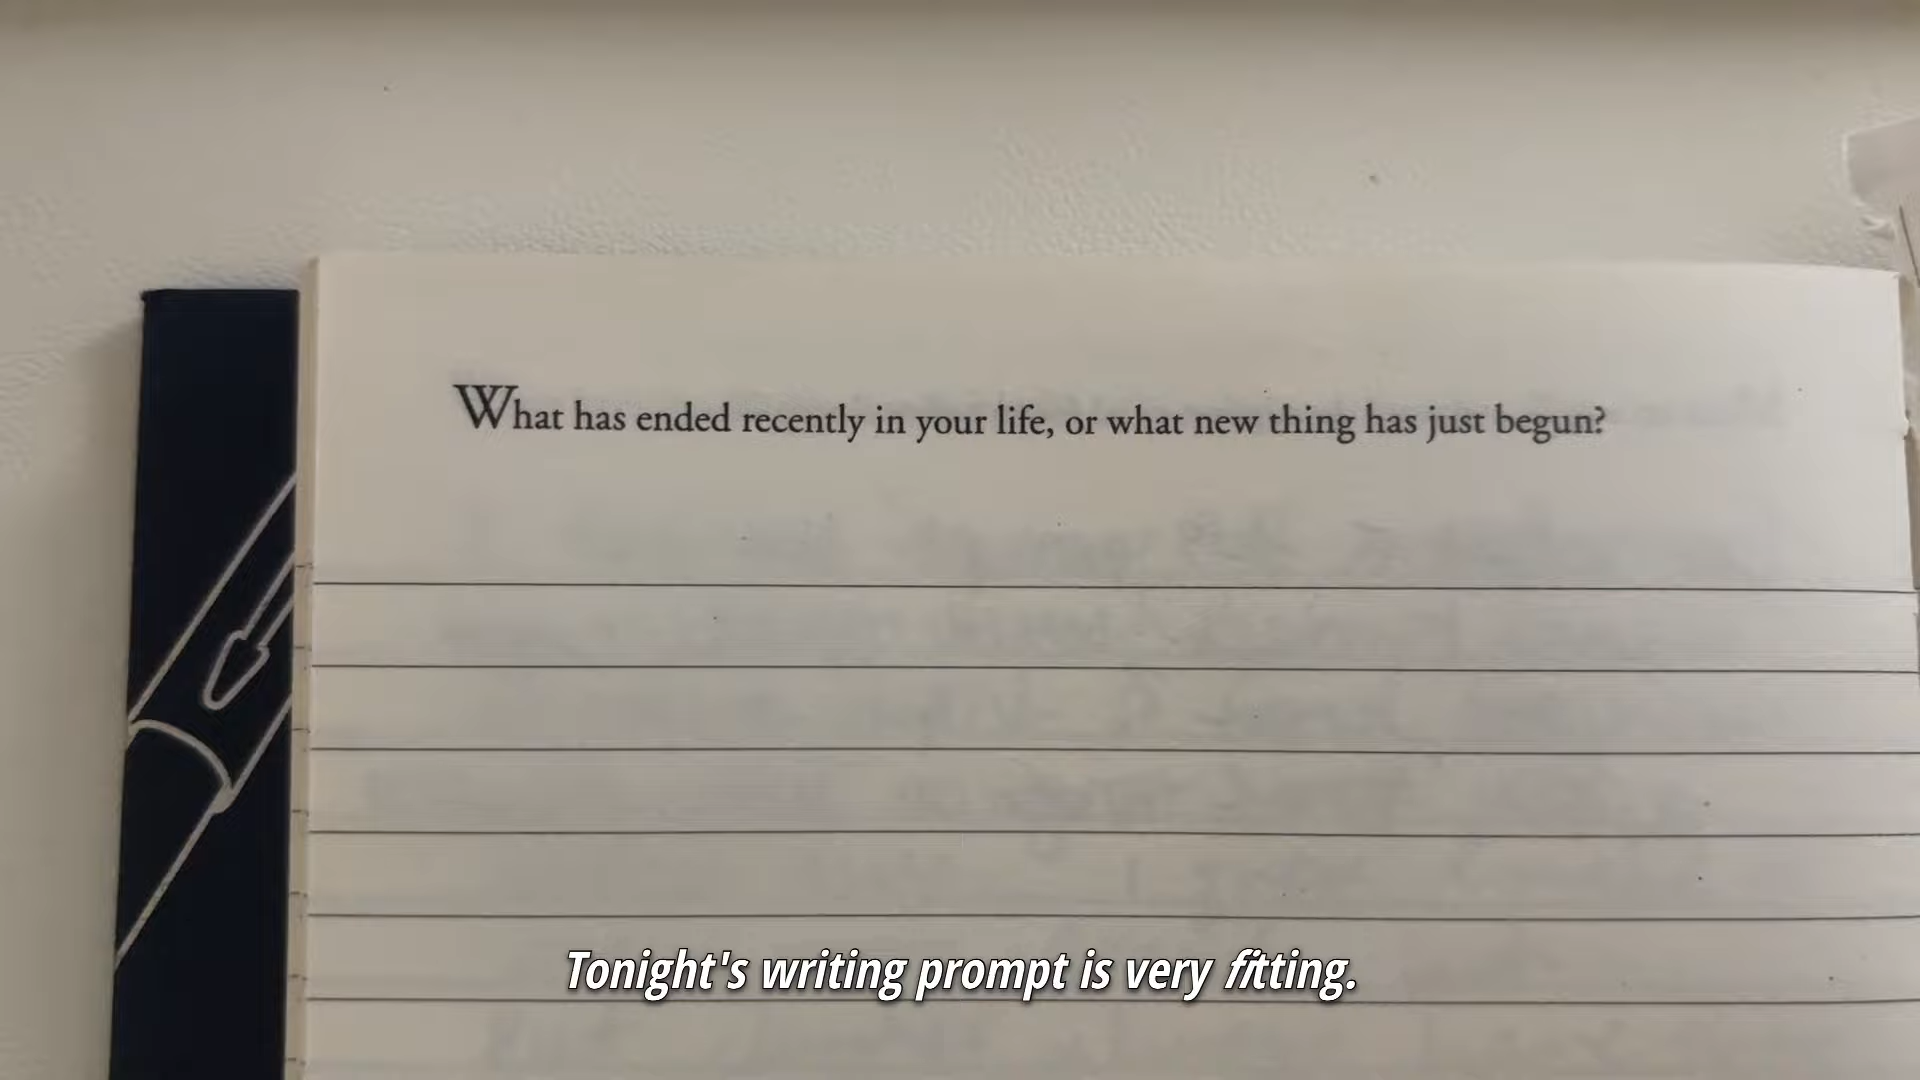 What has ended recently in your life, or what new thing has just begun?
Tonight's writing prompt is very fitting.